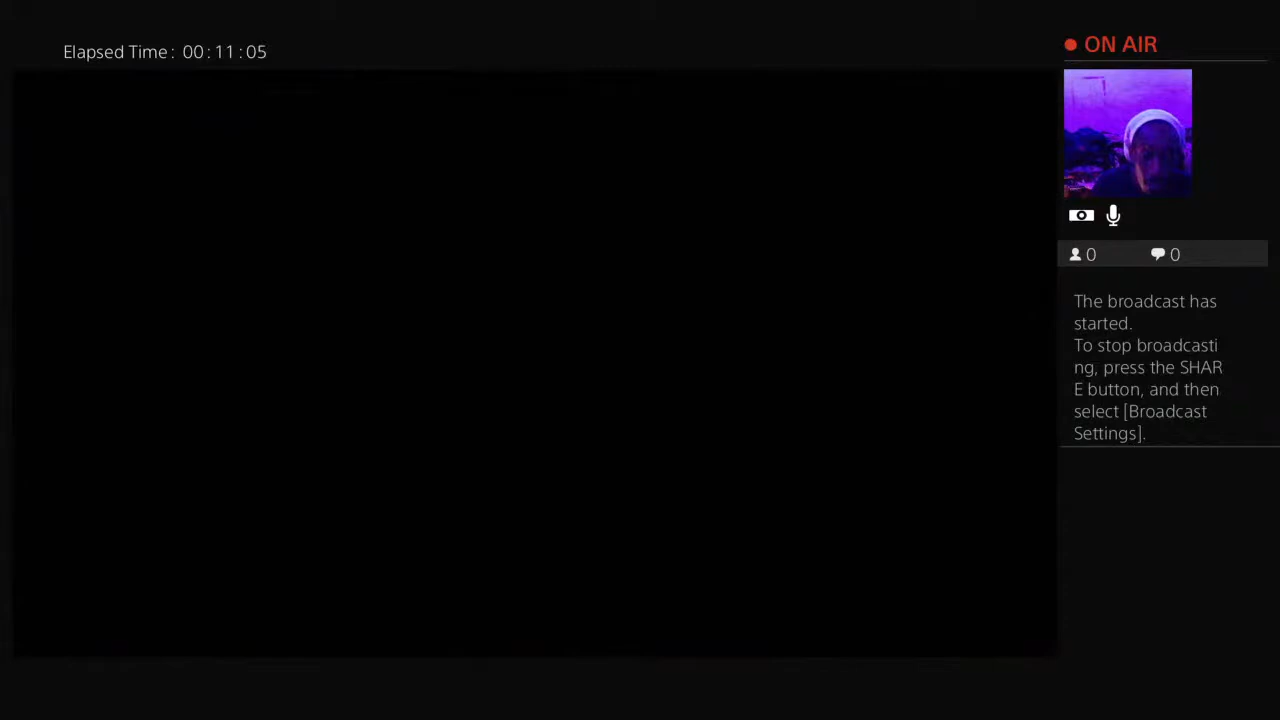 Elapsed Time: 00:11:05
ON AIR
0 0
The broadcast has
started.
To stop broadcasti
ng, press the SHAR
E button, and then
select [Broadcast
Settings].